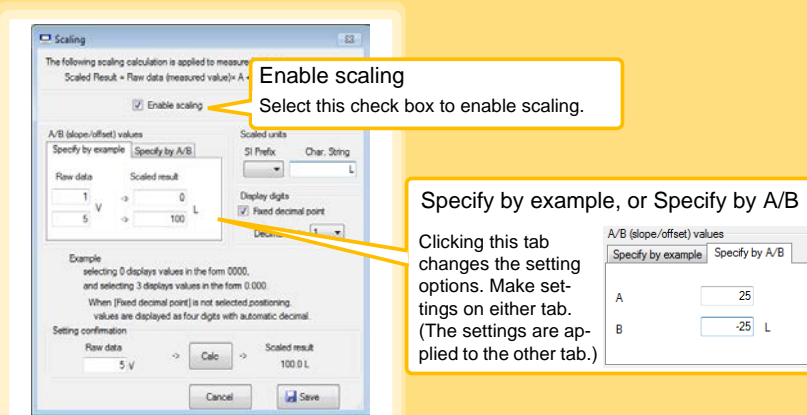 Scaling
The following scaling calculation is applied to measure
Scaled Result = Raw data (measured value)× A +
Enable scaling
Enable scaling
Select this check box to enable scaling.
A/B (slope/offset) values
Specify by example Specify by A/B
Raw data Scaled result
1 V -> 0 L
5 -> 100
Scaled units
SI Prefix Char. String
L
Display digits
Fixed decimal point
1
Example
selecting 0 displays values in the form 0000,
and selecting 3 displays values in the form 0.000.
When [Fixed decimal point] is not selected,positioning.
values are displayed as four digits with automatic decimal.
Setting confirmation
Raw data Scaled result
5 V -> Calc -> 100.0 L
Cancel Save
Specify by example, or Specify by A/B
Clicking this tab
changes the setting
options. Make set-
tings on either tab.
(The settings are ap-
plied to the other tab.)
A/B (slope/offset) values
Specify by example Specify by A/B
A 25
B -25 L